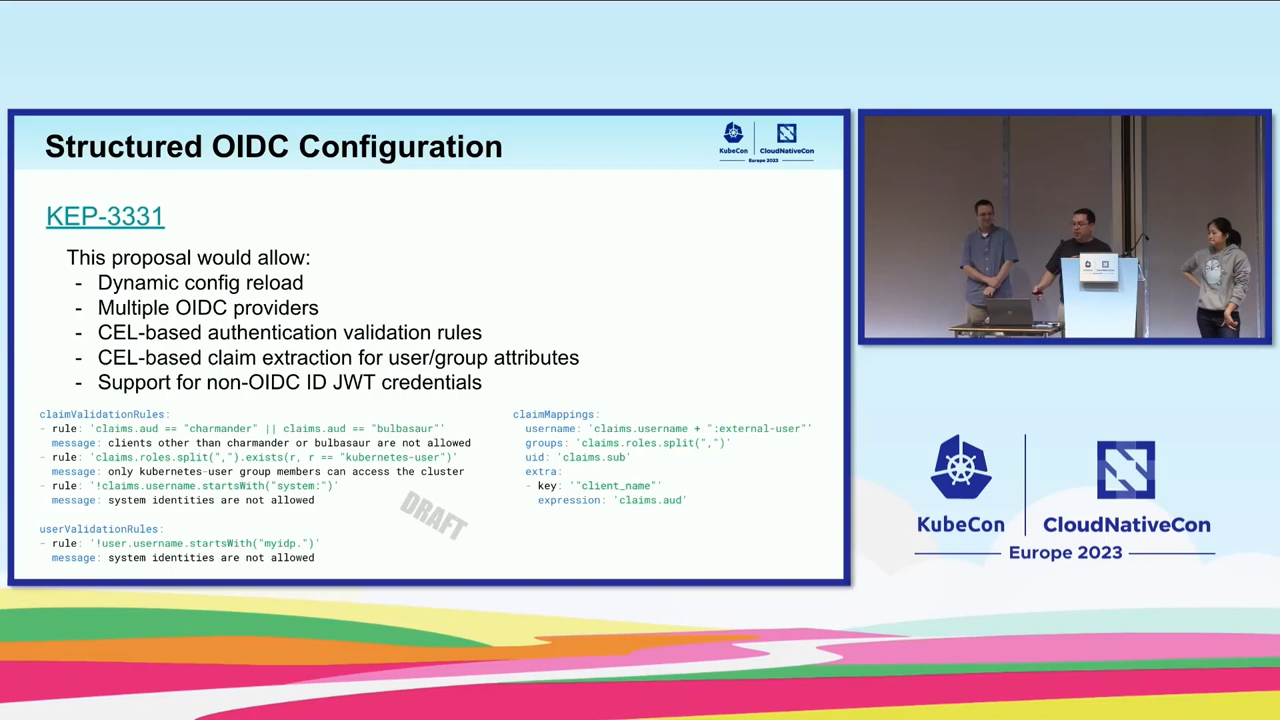 Structured OIDC Configuration
KubeCon
CloudNativeCon
Europe 2023
KEP-3331
This proposal would allow:
- Dynamic config reload
- Multiple OIDC providers
- CEL-based authentication validation rules
- CEL-based claim extraction for user/group attributes
- Support for non-OIDC ID JWT credentials
claimValidationRules:
- rule: 'claims.aud == "charmander" || claims.aud == "bulbasaur"'
message: clients other than charmander or bulbasaur are not allowed
- rule: 'claims.roles.split(",").exists(r, r == "kubernetes-user")'
message: only kubernetes-user group members can access the cluster
- rule: '!claims.username.startsWith("system:")'
message: system identities are not allowed
userValidationRules:
- rule: '!user.username.startsWith("myidp.")'
message: system identities are not allowed
claimMappings:
username: 'claims.username + ":external-user"'
groups: 'claims.roles.split(",")'
uid: 'claims.sub'
extra:
- key: '"client_name"'
expression: 'claims.aud'
DRAFT
KubeCon
CloudNativeCon
Europe 2023